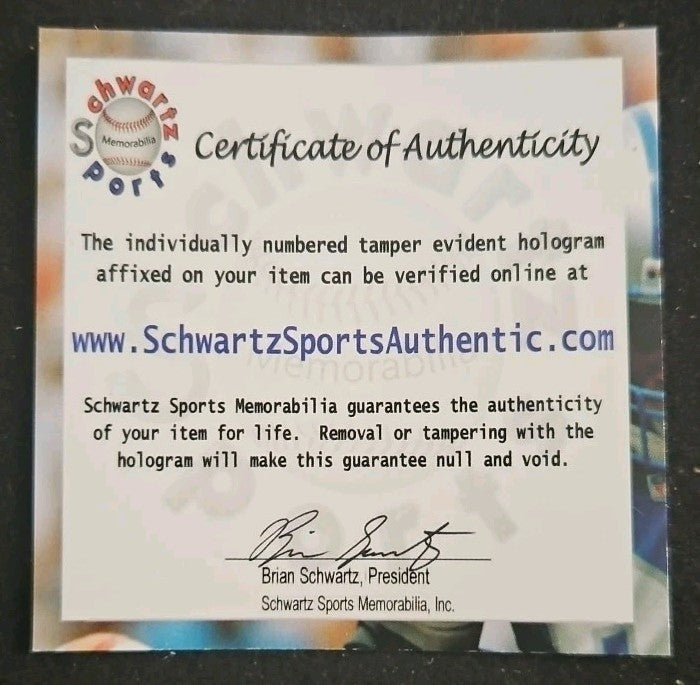 Schwartz
Sports
Memorabilia
Certificate of Authenticity
The individually numbered tamper evident hologram
affixed on your item can be verified online at
www.SchwartzSportsAuthentic.com
Schwartz Sports Memorabilia guarantees the authenticity
of your item for life. Removal or tampering with the
hologram will make this guarantee null and void.
Brian Schwartz
Brian Schwartz, President
Schwartz Sports Memorabilia, Inc.